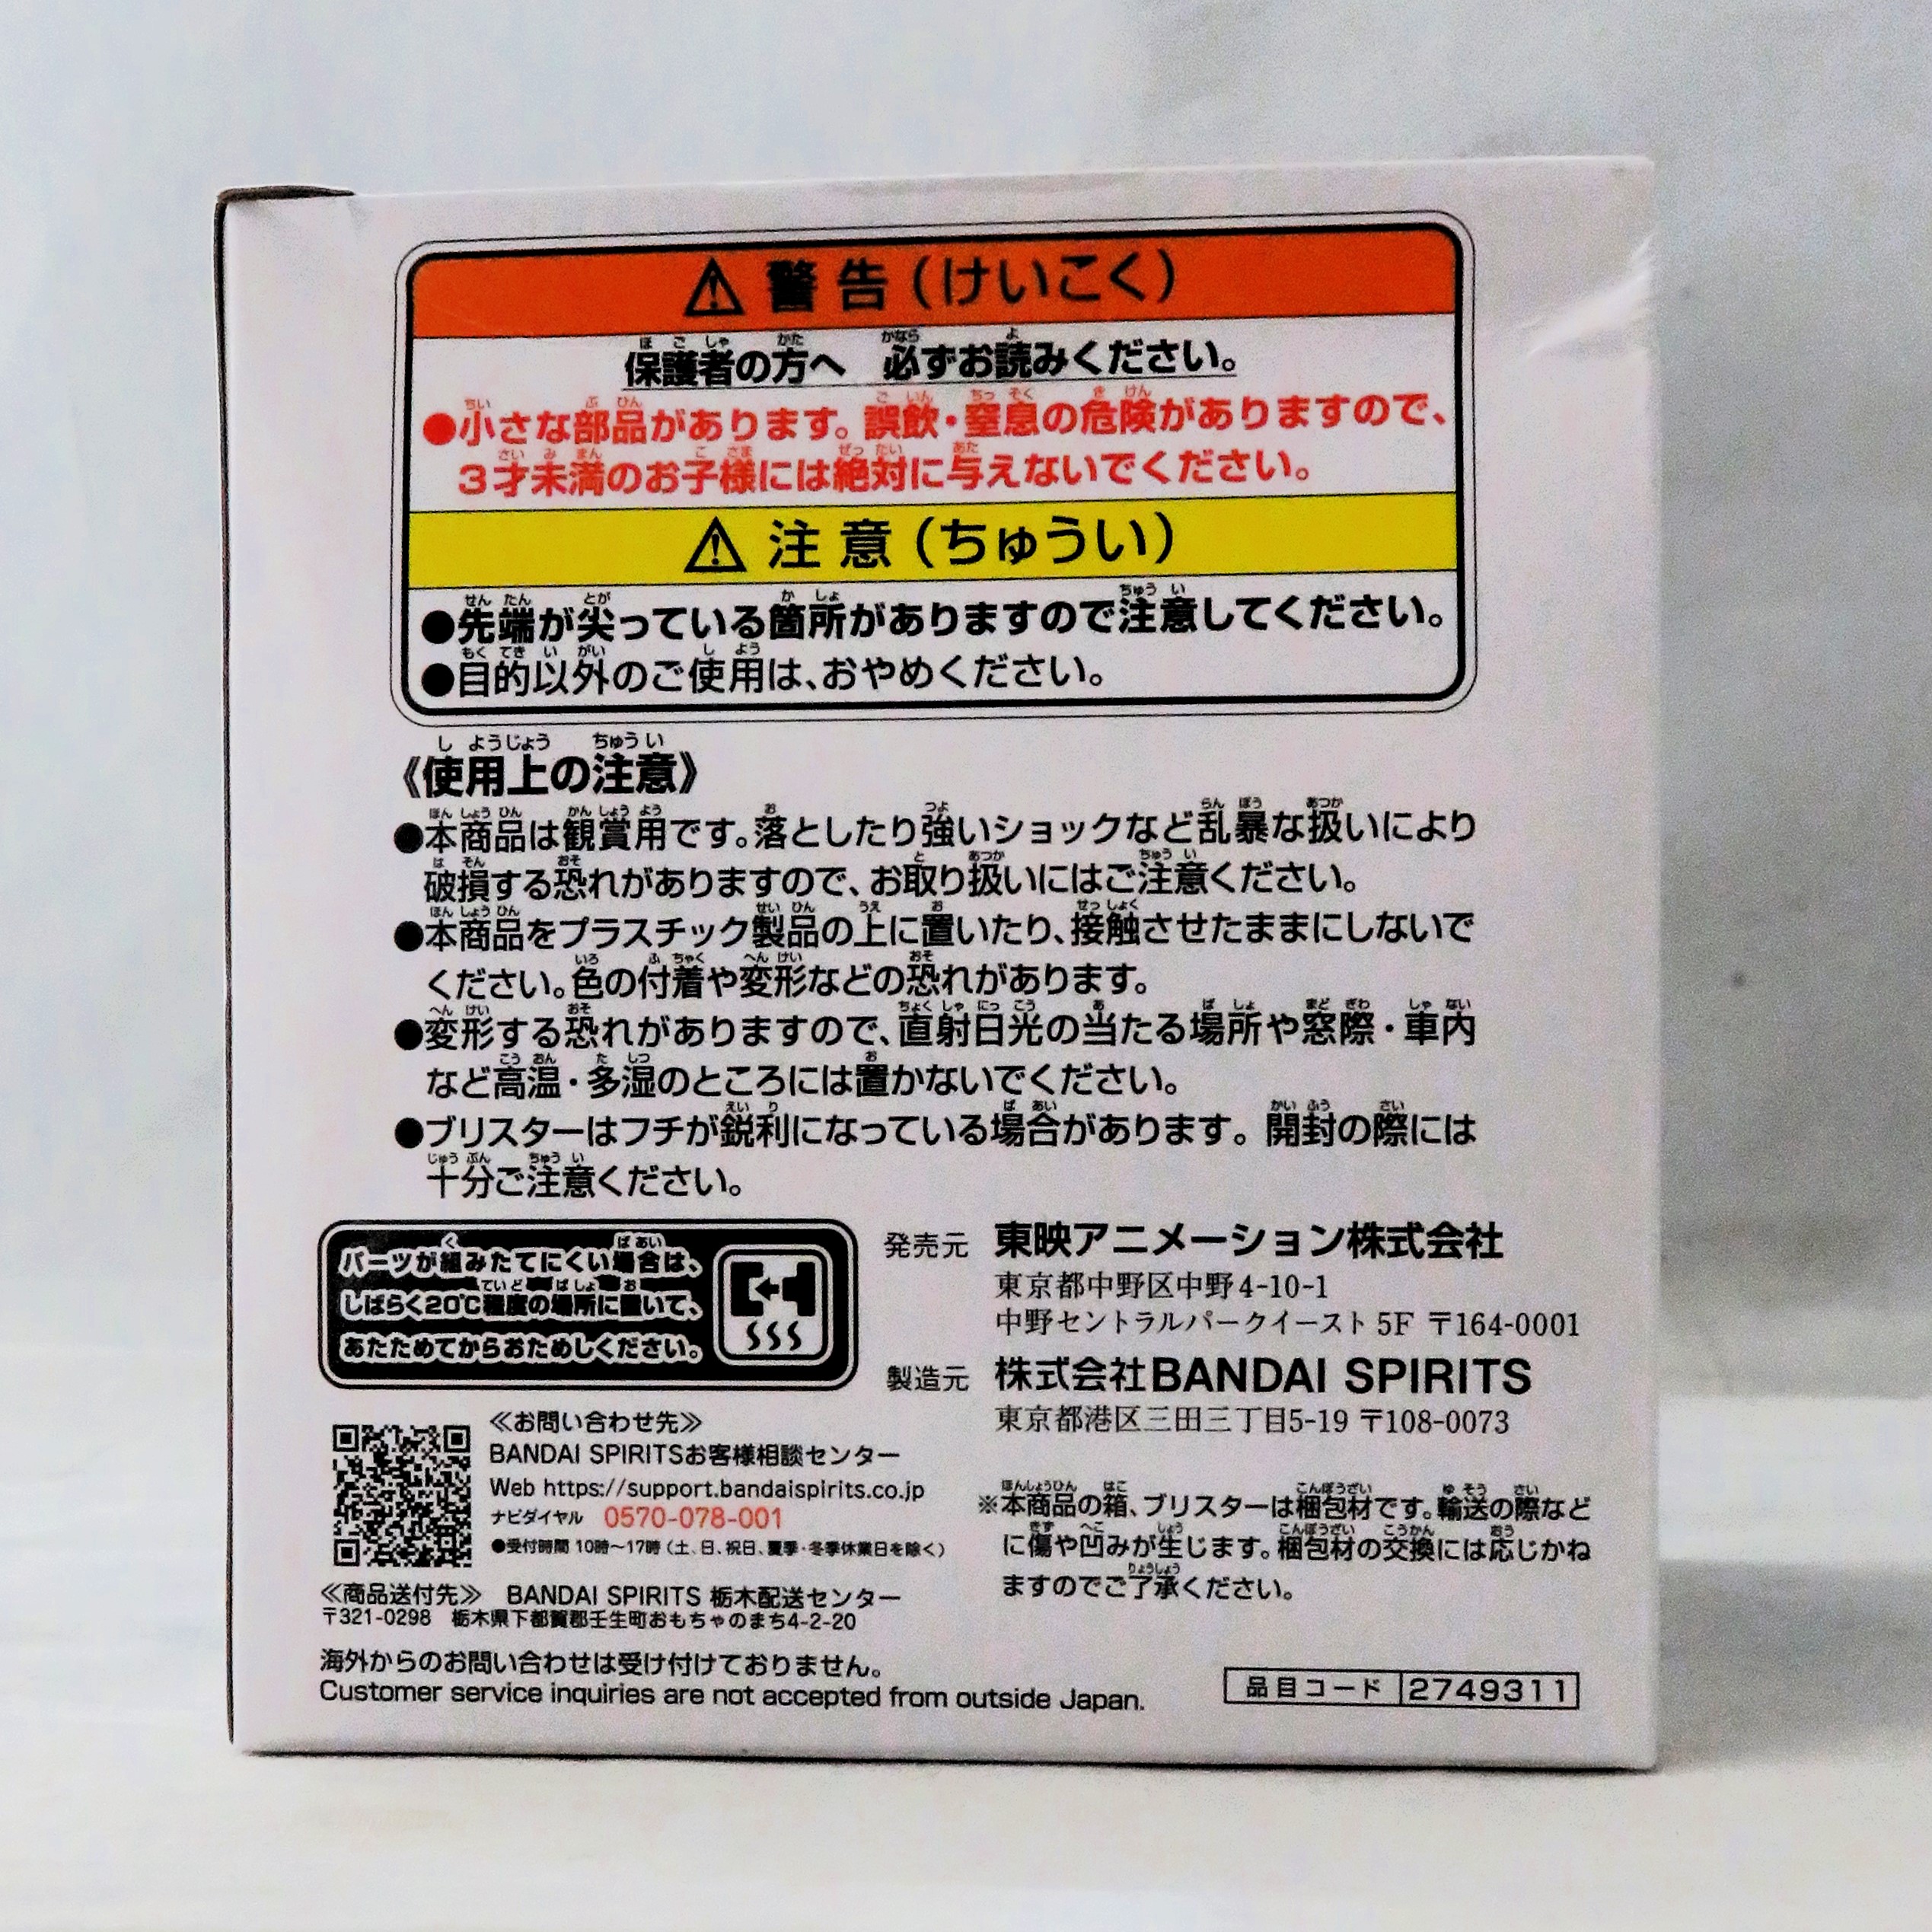 ⚠ 警告（けいこく）
保護者の方へ　必ずお読みください。
●小さな部品があります。誤飲・窒息の危険がありますので、
3才未満のお子様には絶対に与えないでください。
⚠ 注意（ちゅうい）
●先端が尖っている箇所がありますので注意してください。
●目的以外のご使用は、おやめください。
《使用上の注意》
●本商品は観賞用です。落としたり強いショックなど乱暴な扱いにより
破損する恐れがありますので、お取り扱いにはご注意ください。
●本商品をプラスチック製品の上に置いたり、接触させたままにしないで
ください。色の付着や変形などの恐れがあります。
●変形する恐れがありますので、直射日光の当たる場所や窓際・車内
など高温・多湿のところには置かないでください。
●ブリスターはフチが鋭利になっている場合があります。開封の際には
十分ご注意ください。
パーツが組みたてにくい場合は、
しばらく20℃程度の場所に置いて、
あたためてからおためしください。
発売元　東映アニメーション株式会社
東京都中野区中野4-10-1
中野セントラルパークイースト 5F 〒164-0001
製造元　株式会社BANDAI SPIRITS
東京都港区三田三丁目5-19 〒108-0073
≪お問い合わせ先≫
BANDAI SPIRITSお客様相談センター
Web https://support.bandaispirits.co.jp
ナビダイヤル　0570-078-001
●受付時間 10時～17時（土、日、祝日、夏季・冬季休業日を除く）
≪商品送付先≫　BANDAI SPIRITS 栃木配送センター
〒321-0298　栃木県下都賀郡壬生町おもちゃのまち4-2-20
※本商品の箱、ブリスターは梱包材です。輸送の際など
に傷や凹みが生じます。梱包材の交換には応じかね
ますのでご了承ください。
海外からのお問い合わせは受け付けておりません。
Customer service inquiries are not accepted from outside Japan.
品目コード 2749311